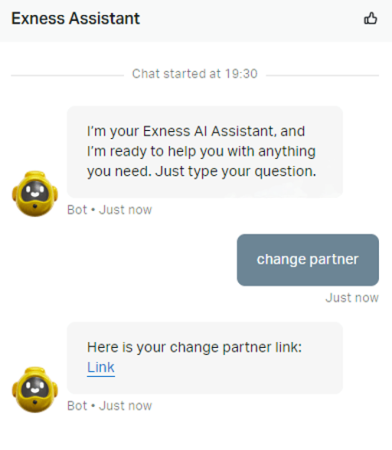 Exness Assistant
Chat started at 19:30
I'm your Exness AI Assistant, and
I'm ready to help you with anything
you need. Just type your question.
Bot • Just now
change partner
Just now
Here is your change partner link:
Link
Bot • Just now